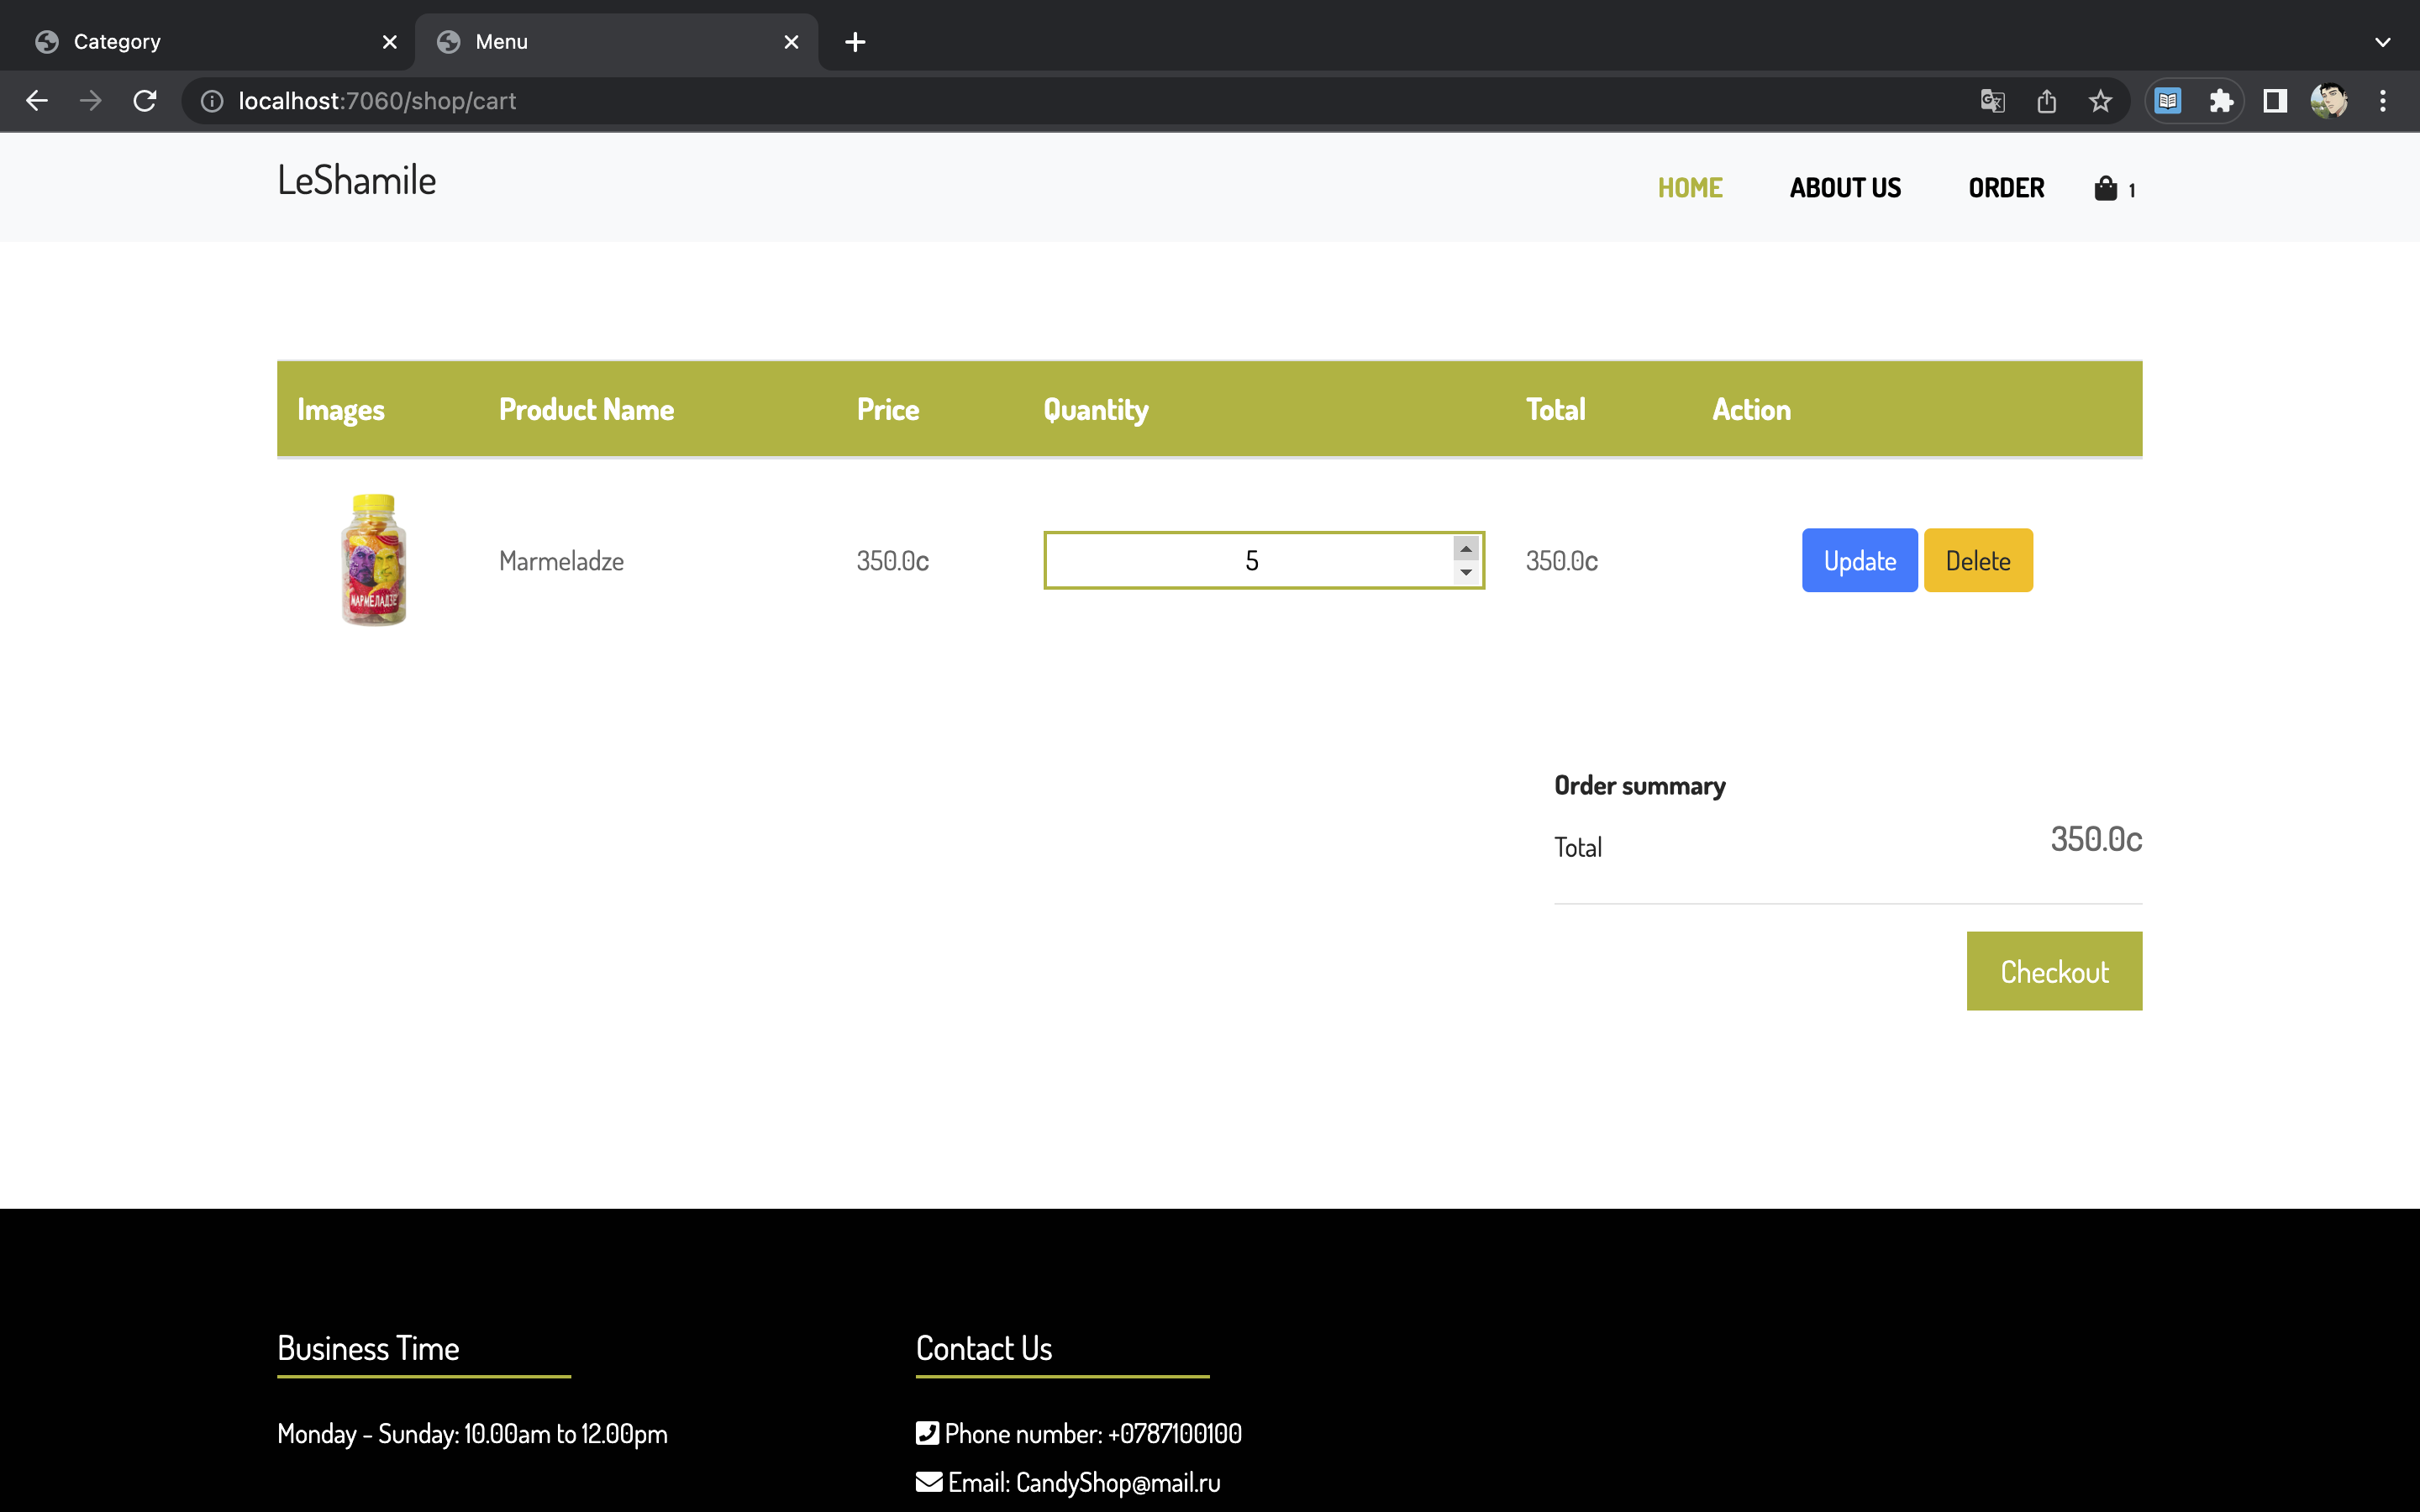 Category
Menu
localhost:7060/shop/cart
LeShamile
HOME ABOUT US ORDER 1
Images Product Name Price Quantity Total Action
МАРМЕЛАДЗЕ
Marmeladze 350.0c 5 350.0c Update Delete
Order summary
Total 350.0c
Checkout
Business Time
Monday - Sunday: 10.00am to 12.00pm
Contact Us
Phone number: +0787100100
Email: CandyShop@mail.ru